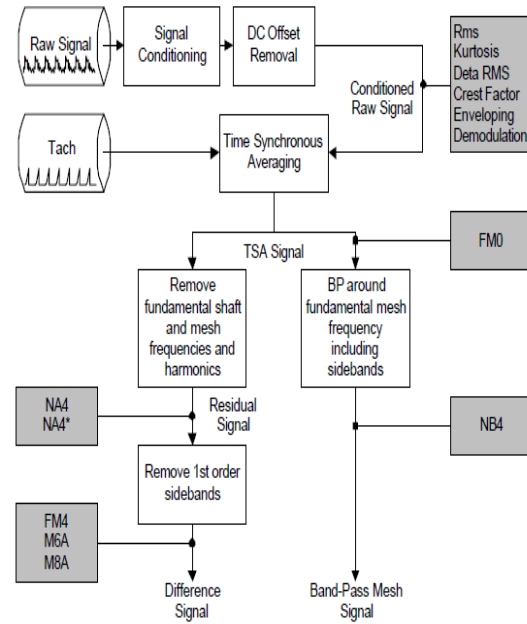 Raw Signal
Signal
Conditioning
DC Offset
Removal
Rms
Kurtosis
Deta RMS
Crest Factor
Enveloping
Demodulation
Conditioned
Raw Signal
Tach
Time Synchronous
Averaging
TSA Signal
FM0
Remove
fundamental shaft
and mesh
frequencies and
harmonics
BP around
fundamental mesh
frequency
including
sidebands
NA4
NA4*
Residual
Signal
NB4
Remove 1st order
sidebands
FM4
M6A
M8A
Difference
Signal
Band-Pass Mesh
Signal